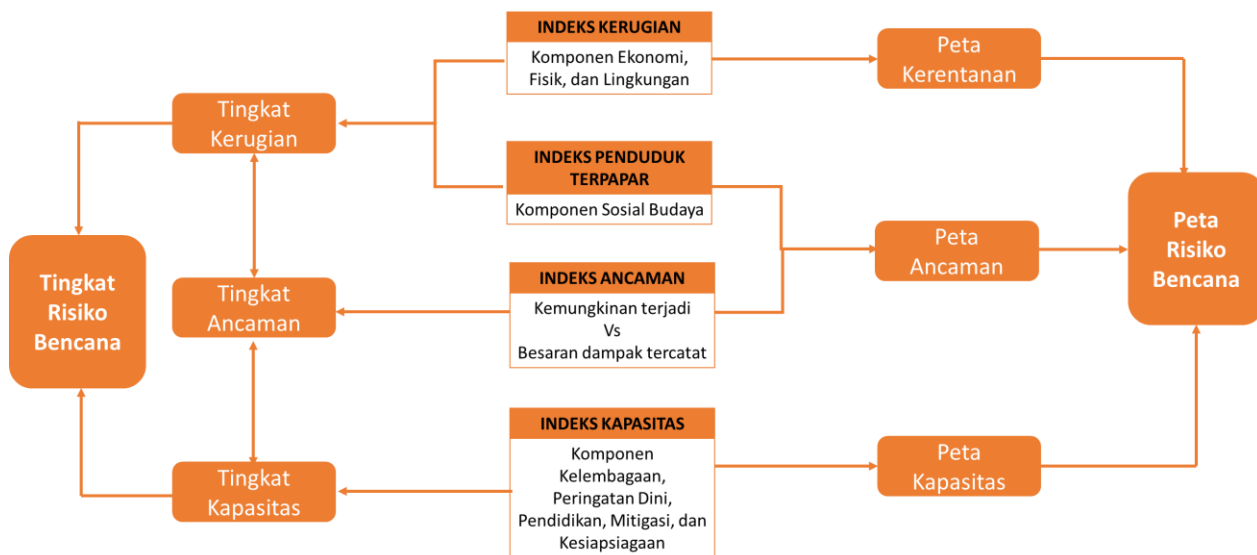 INDEKS KERUGIAN
Komponen Ekonomi,
Fisik, dan Lingkungan
Peta
Kerentanan
Tingkat
Kerugian
INDEKS PENDUDUK
TERPAPAR
Komponen Sosial Budaya
Peta
Risiko
Bencana
Peta
Ancaman
Tingkat
Risiko
Bencana
Tingkat
Ancaman
INDEKS ANCAMAN
Kemungkinan terjadi
Vs
Besaran dampak tercatat
INDEKS KAPASITAS
Komponen
Kelembagaan,
Peringatan Dini,
Pendidikan, Mitigasi, dan
Kesiapsiagaan
Peta
Kapasitas
Tingkat
Kapasitas